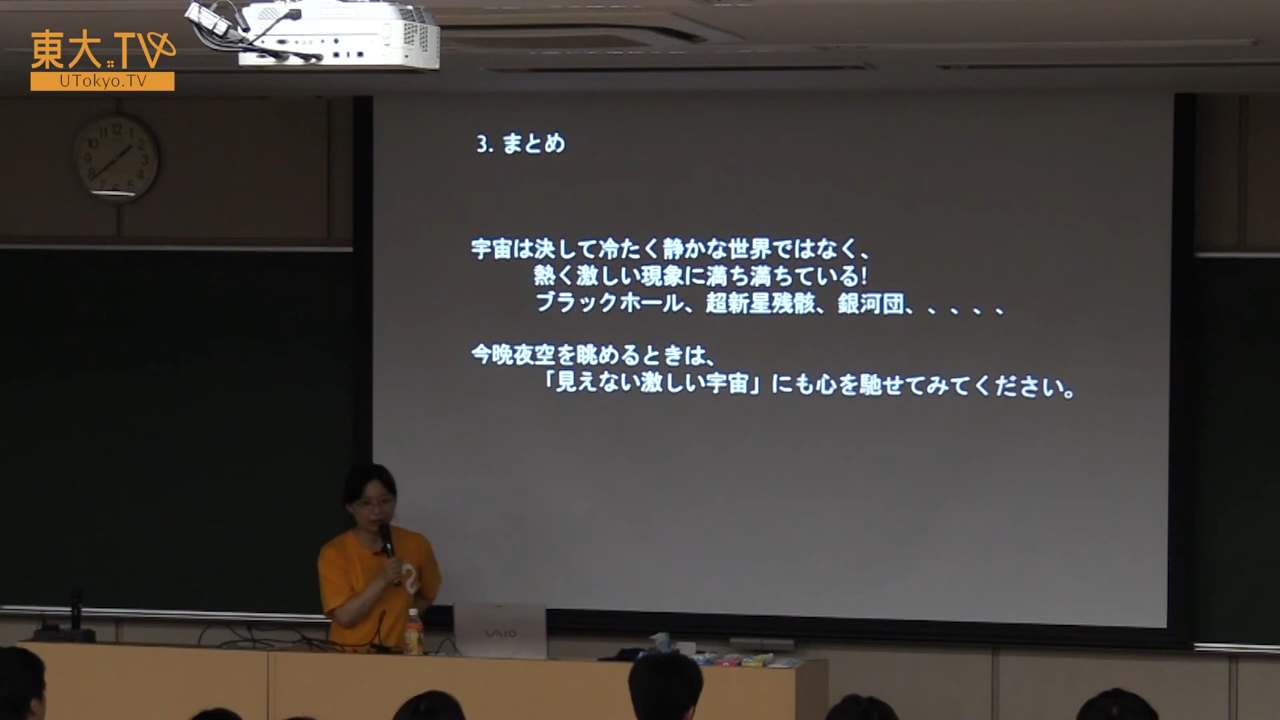 東大.TV
UTokyo.TV
3. まとめ
宇宙は決して冷たく静かな世界ではなく、
熱く激しい現象に満ち満ちている!
ブラックホール、超新星残骸、銀河団、、、、、
今晩夜空を眺めるときは、
「見えない激しい宇宙」にも心を馳せてみてください。
VAIO